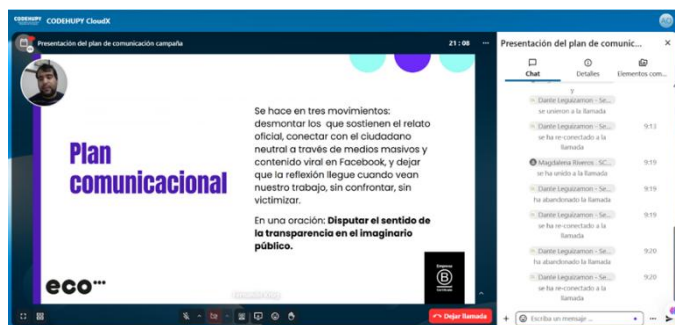 CODEHUPY CODEHUPY CloudX
AD
Presentación del plan de comunicación campaña
21 : 08
Plan
comunicacional
Se hace en tres movimientos:
desmontar los que sostienen el relato
oficial, conectar con el ciudadano
neutral a través de medios masivos y
contenido viral en Facebook, y dejar
que la reflexión llegue cuando vean
nuestro trabajo, sin confrontar, sin
victimizar.
En una oración: Disputar el sentido de
la transparencia en el imaginario
público.
eco
Empresa
B
Dejar llamada
Presentación del plan de comunic...
Chat
Detalles
Elementos com...
Dante Leguizamon - Se...
se unieron a la llamada
Dante Leguizamon - Se... 9:13
se ha re-conectado a la
llamada
Magdalena Riveros . SC... 9:19
se ha unido a la llamada
Dante Leguizamon - Se... 9:19
ha abandonado la llamada
Dante Leguizamon - Se... 9:19
se ha re-conectado a la
llamada
Dante Leguizamon - Se... 9:20
ha abandonado la llamada
Dante Leguizamon - Se... 9:20
se ha re-conectado a la
llamada
Escriba un mensaje ...